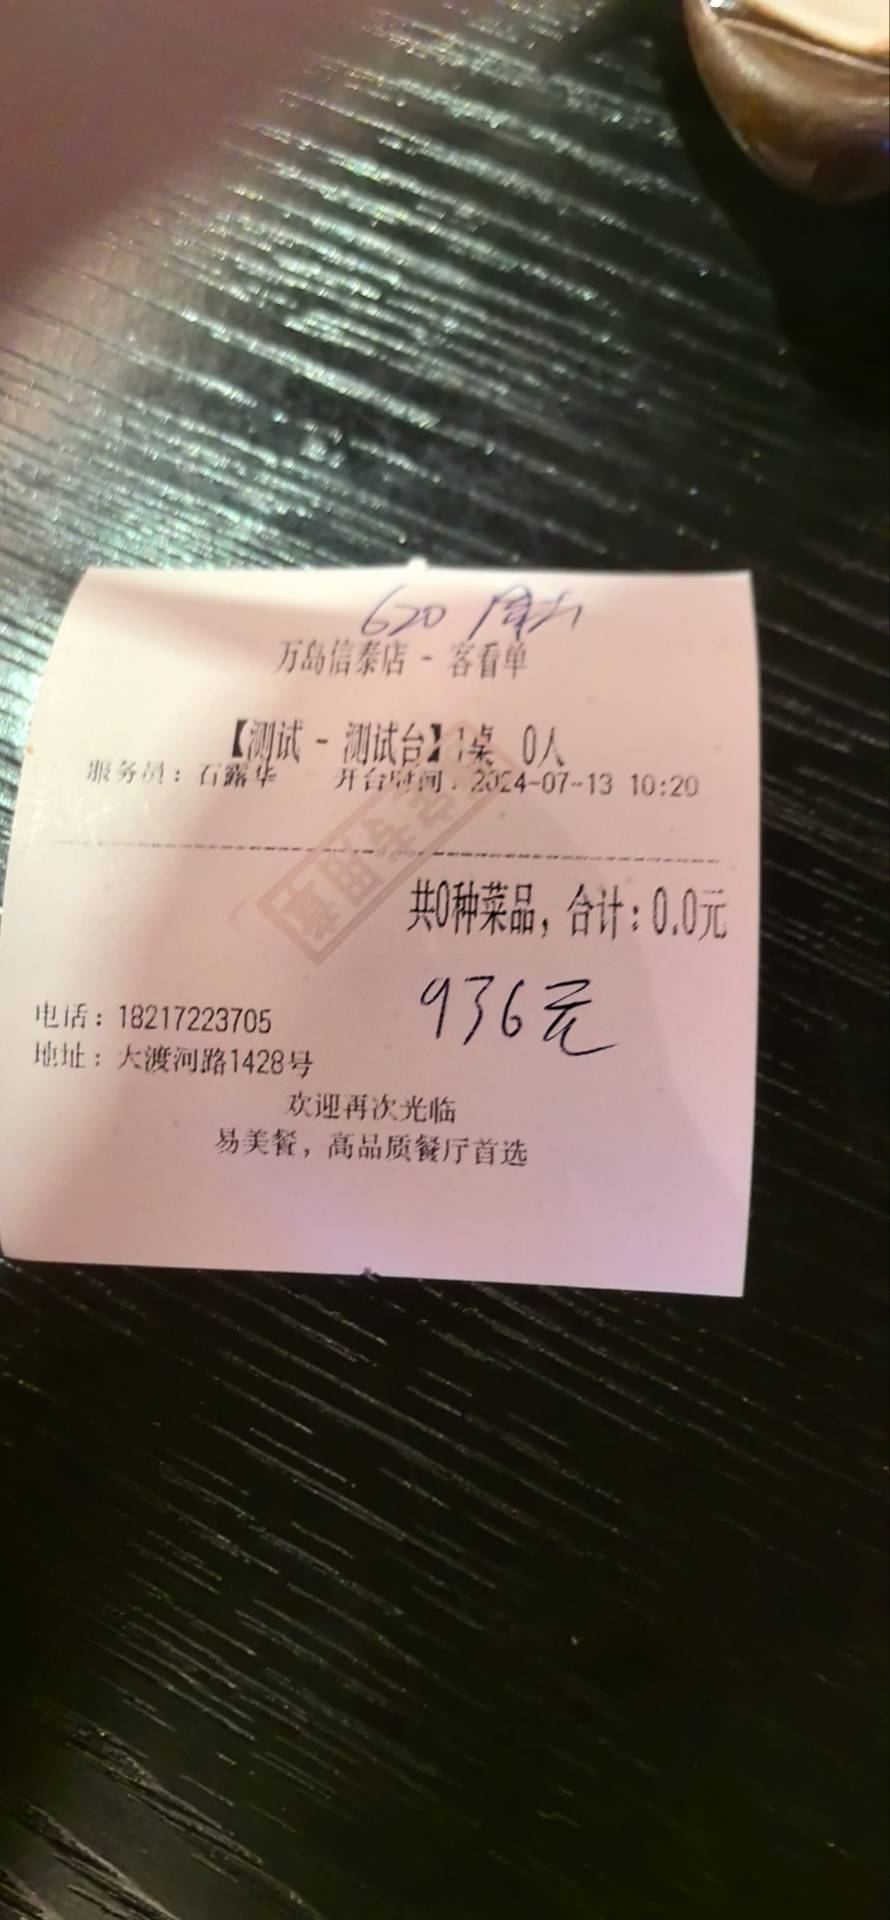 620
万岛信泰店 - 客看单
【测试 - 测试台】1桌 0人
服务员：石露华 开台时间：2024-07-13 10:20
共0种菜品，合计：0.0元
936元
电话：18217223705
地址：大渡河路1428号
欢迎再次光临
易美餐，高品质餐厅首选